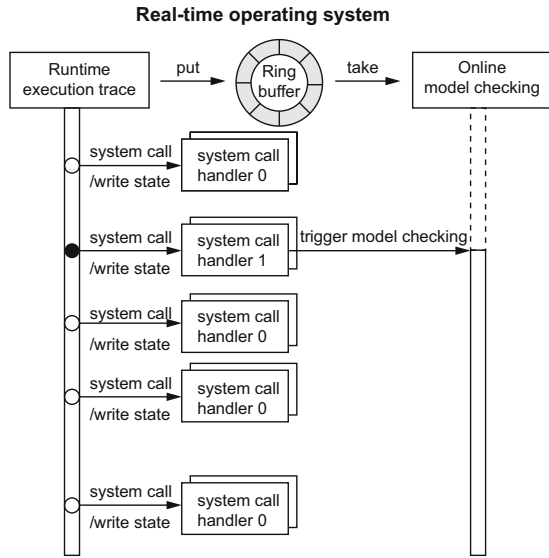 Real-time operating system
Runtime
execution trace
put
Ring
buffer
take
Online
model checking
system call
/write state
system call
handler 0
system call
/write state
system call
handler 1
trigger model checking
system call
/write state
system call
handler 0
system call
/write state
system call
handler 0
system call
/write state
system call
handler 0